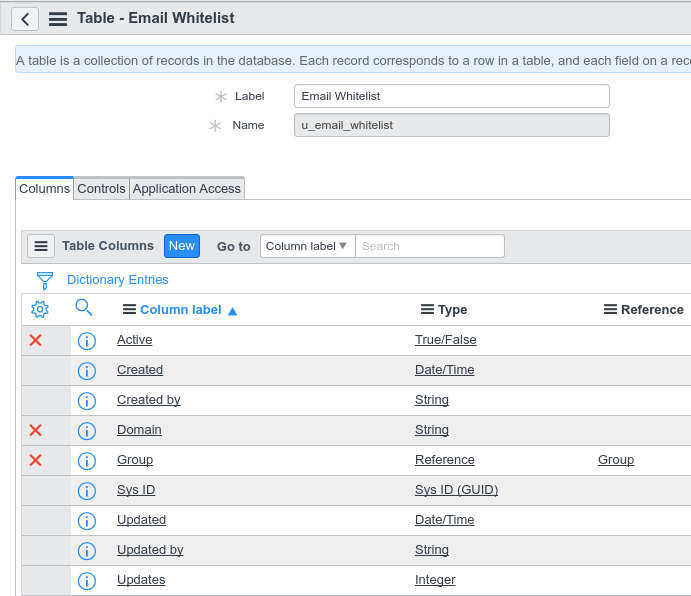 Table - Email Whitelist
A table is a collection of records in the database. Each record corresponds to a row in a table, and each field on a rec
Label Email Whitelist
Name u_email_whitelist
Columns Controls Application Access
Table Columns New Go to Column label ▼ Search
Dictionary Entries
Column label ▲ Type Reference
Active True/False
Created Date/Time
Created by String
Domain String
Group Reference Group
Sys ID Sys ID (GUID)
Updated Date/Time
Updated by String
Updates Integer